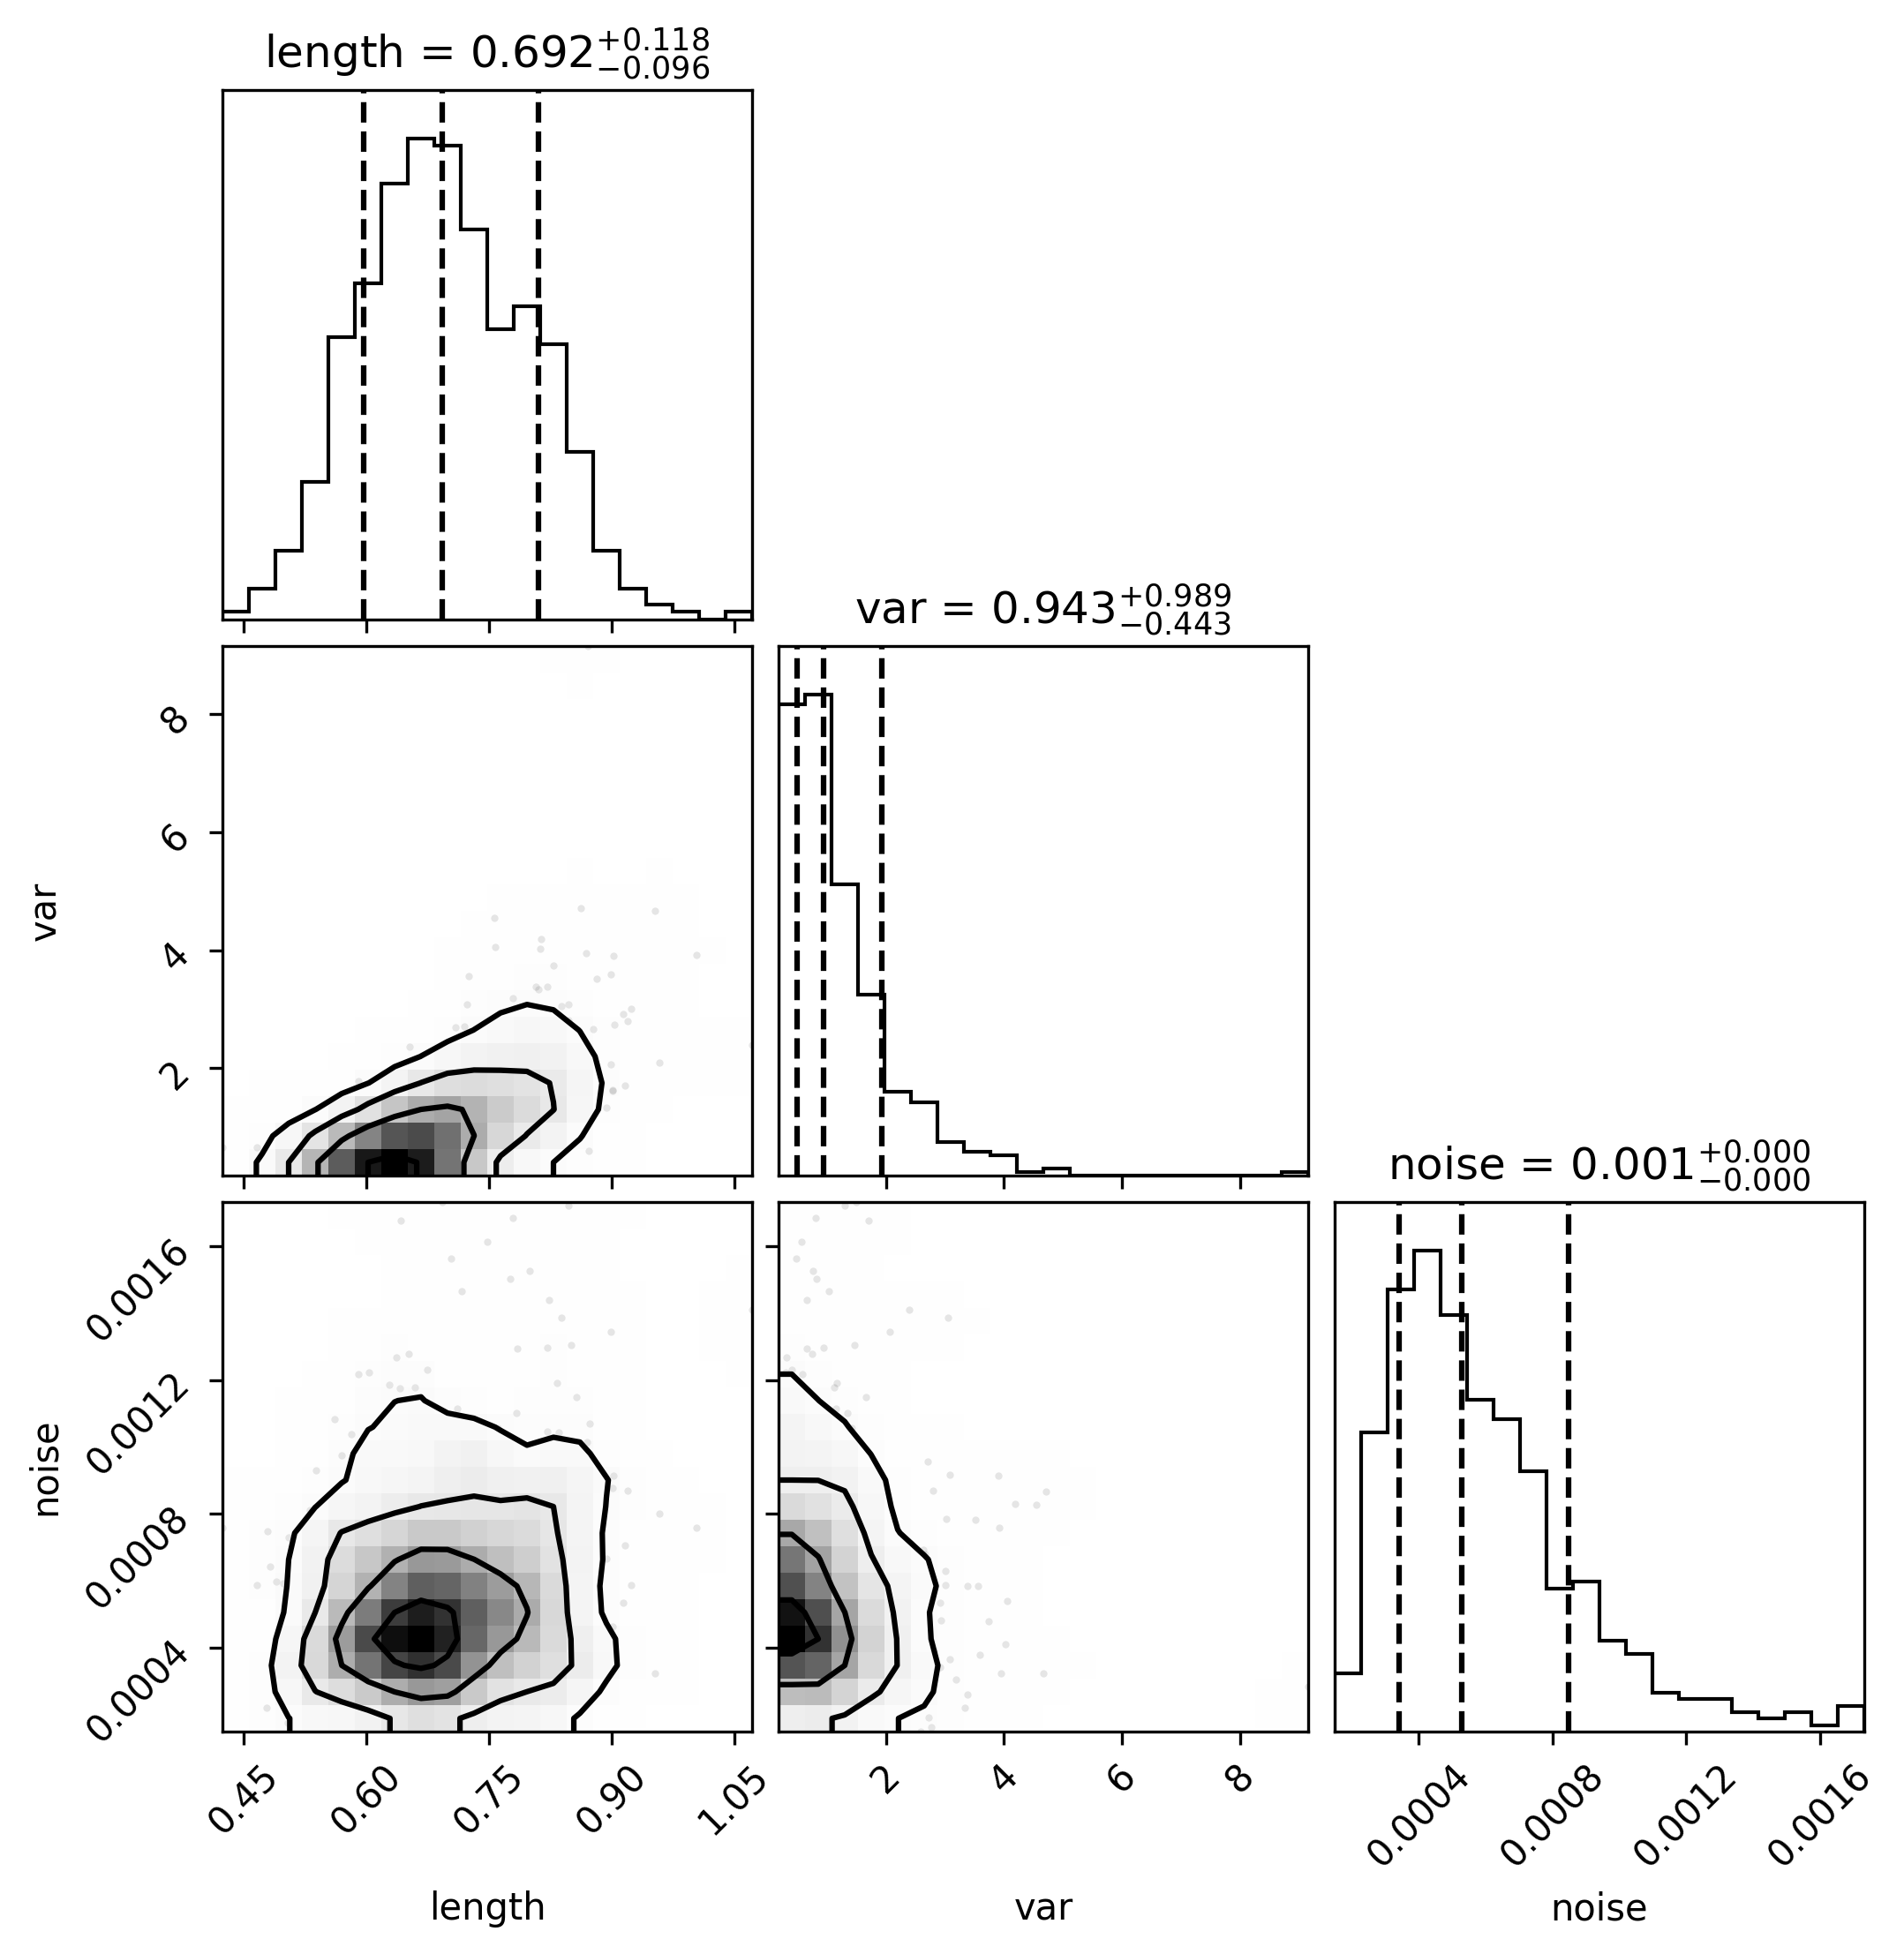 length = 0.692 +0.118 −0.096
var = 0.943 +0.989 −0.443
8
6
4
2
var
noise = 0.001 +0.000 −0.000
0.0016
0.0012
0.0008
0.0004
noise
0.45 0.60 0.75 0.90 1.05 2 4 6 8 0.0004 0.0008 0.0012 0.0016
length var noise